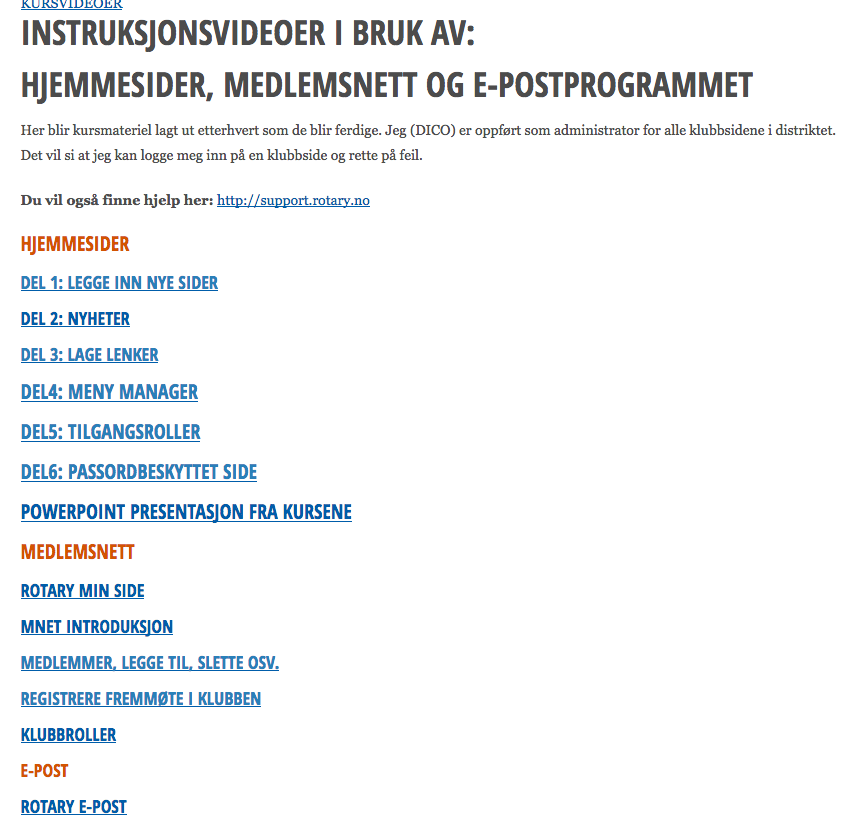 KURSVIDEOER
INSTRUKSJONSVIDEOER I BRUK AV:
HJEMMESIDER, MEDLEMSNETT OG E-POSTPROGRAMMET
Her blir kursmateriel lagt ut etterhvert som de blir ferdige. Jeg (DICO) er oppført som administrator for alle klubbsidene i distriktet.
Det vil si at jeg kan logge meg inn på en klubbside og rette på feil.
Du vil også finne hjelp her: http://support.rotary.no
HJEMMESIDER
DEL 1: LEGGE INN NYE SIDER
DEL 2: NYHETER
DEL 3: LAGE LENKER
DEL4: MENY MANAGER
DEL5: TILGANGSROLLER
DEL6: PASSORDBESKYTTET SIDE
POWERPOINT PRESENTASJON FRA KURSENE
MEDLEMSNETT
ROTARY MIN SIDE
MNET INTRODUKSJON
MEDLEMMER, LEGGE TIL, SLETTE OSV.
REGISTRERE FREMMØTE I KLUBBEN
KLUBBROLLER
E-POST
ROTARY E-POST